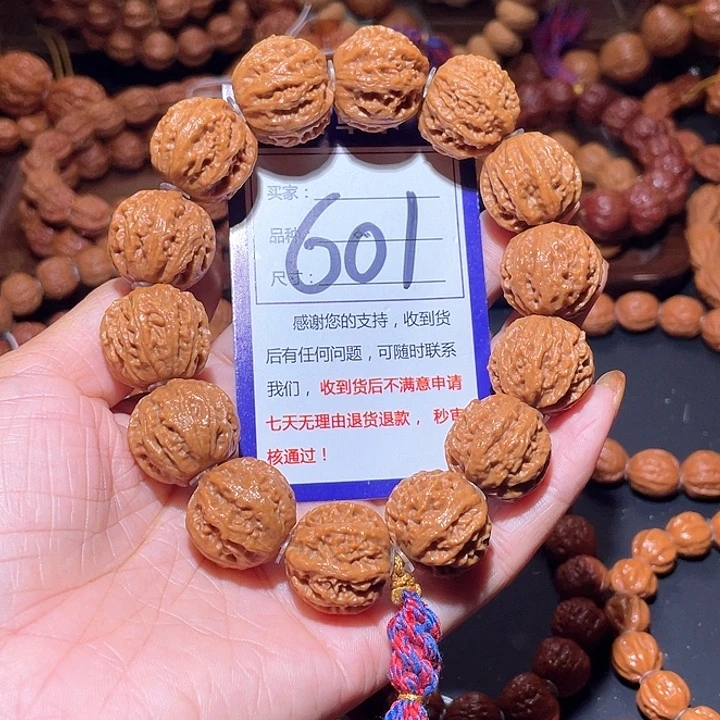 买家：
品种：
尺寸：
601
感谢您的支持，收到货
后有任何问题，可随时联系
我们，收到货后不满意申请
七天无理由退货退款，秒审
核通过！